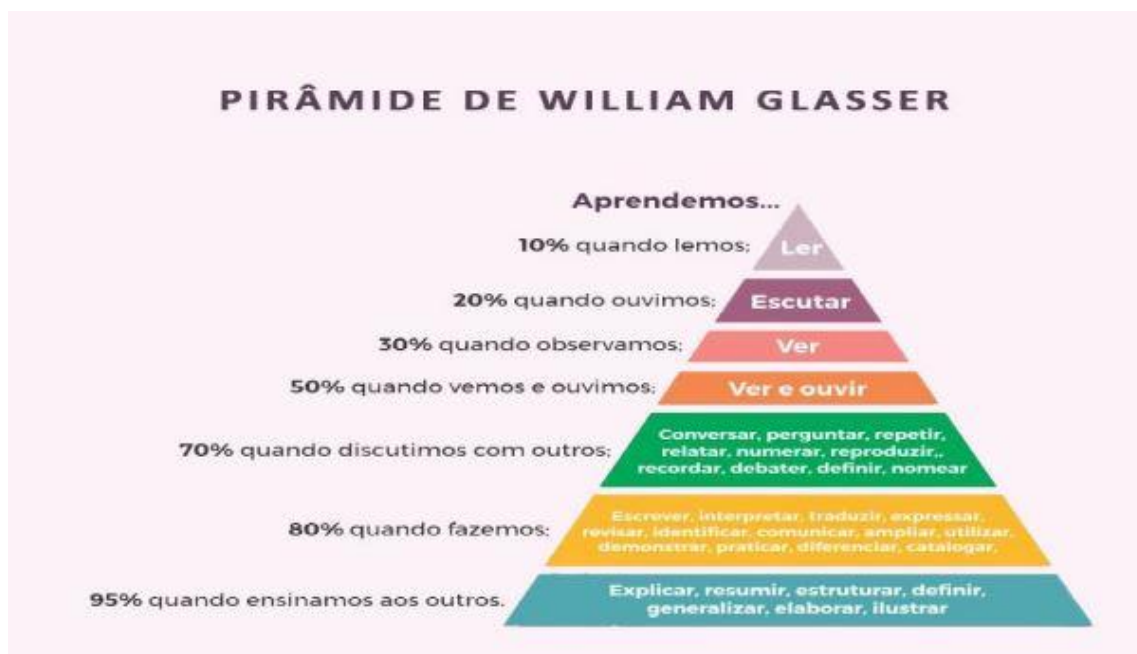 PIRÂMIDE DE WILLIAM GLASSER
Aprendemos...
10% quando lemos;
Ler
20% quando ouvimos;
Escutar
30% quando observamos;
Ver
50% quando vemos e ouvimos;
Ver e ouvir
70% quando discutimos com outros;
Conversar, perguntar, repetir,
relatar, numerar, reproduzir,.
recordar, debater, definir, nomear
80% quando fazemos;
Escrever, interpretar, traduzir, expressar,
revisar, identificar, comunicar, ampliar, utilizar,
demonstrar, praticar, diferenciar, catalogar,
95% quando ensinamos aos outros.
Explicar, resumir, estruturar, definir,
generalizar, elaborar, ilustrar